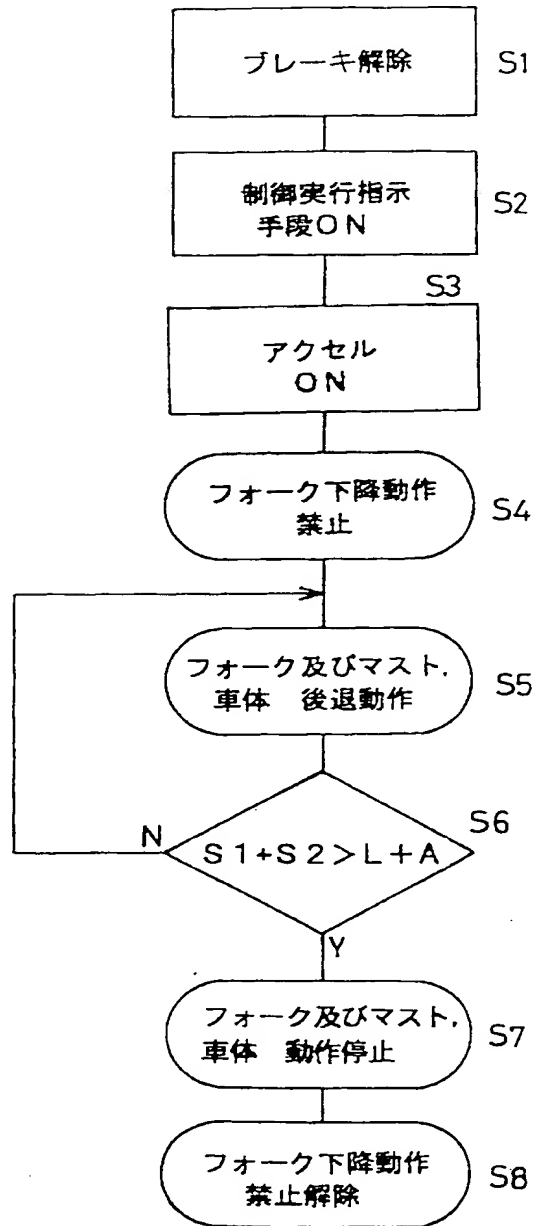 ブレーキ解除 S1
制御実行指示
手段ON S2
S3
アクセル
ON
フォーク下降動作
禁止 S4
フォーク及びマスト,
車体 後退動作 S5
S6
N S1+S2>L+A
Y
フォーク及びマスト,
車体 動作停止 S7
フォーク下降動作
禁止解除 S8